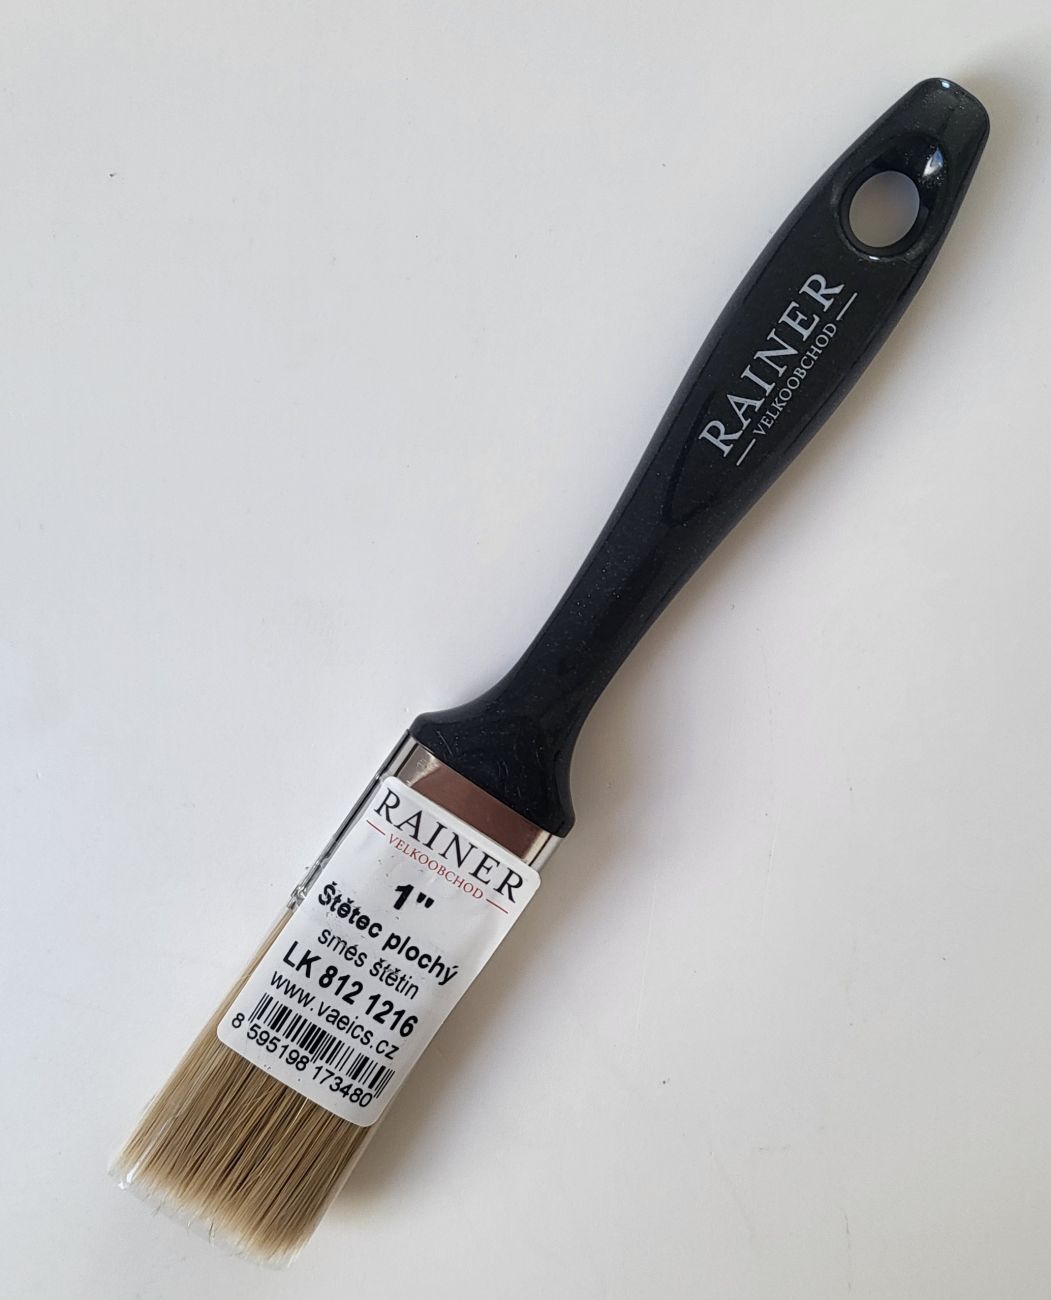 RAINER
VELKOOBCHOD
RAINER
VELKOOBCHOD
1"
Štětec plochý
směs štětin
LK 812 1216
www.vaeics.cz
8 595198 173480